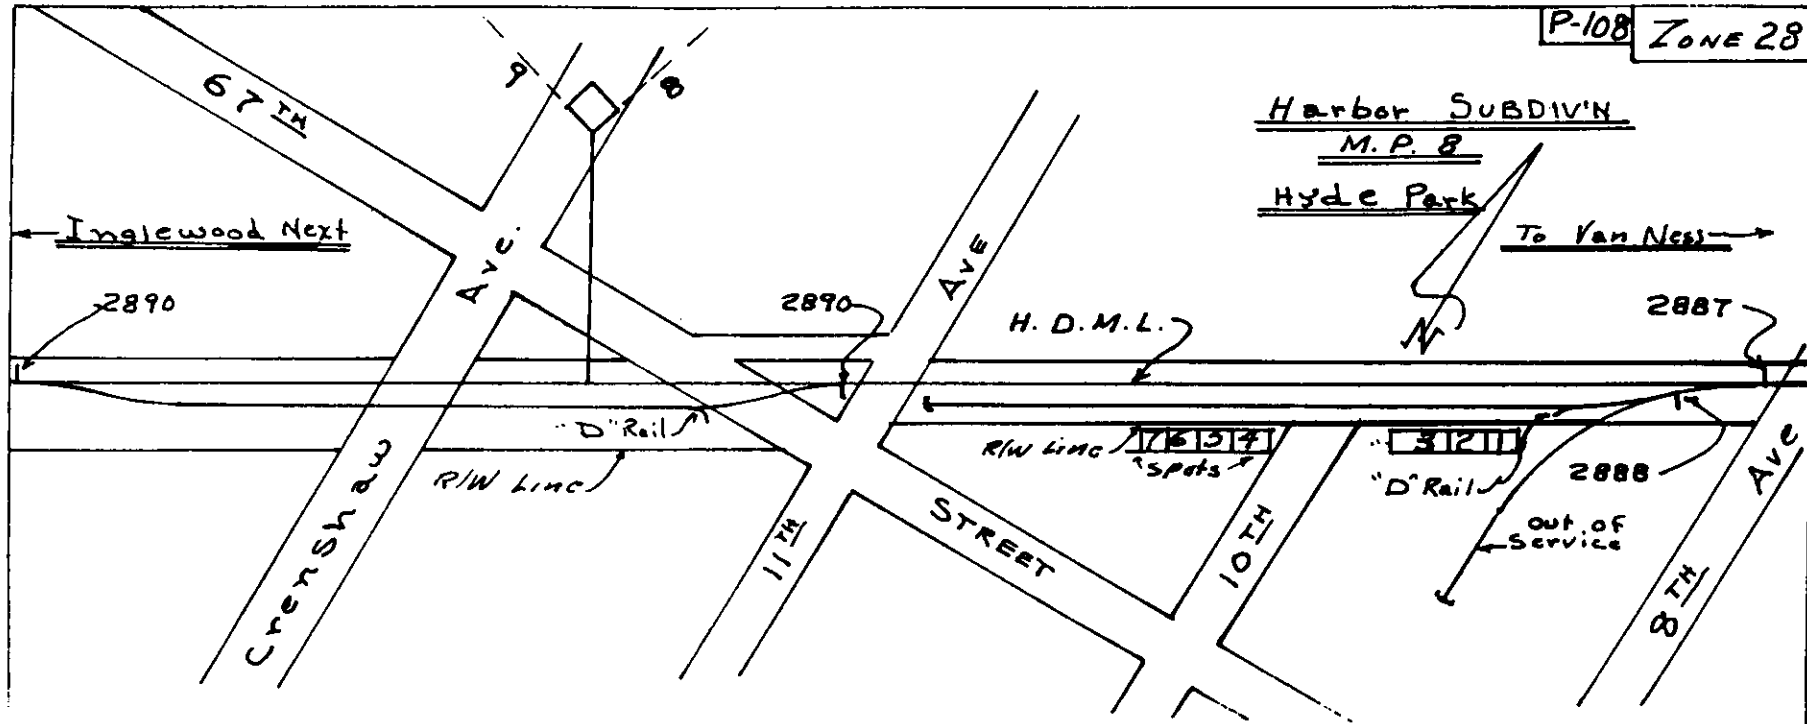 P-108
ZONE 28
67TH
9
8
Harbor SUBDIV'N
M. P. 8
Hyde Park
Inglewood Next
To Van Ness
Ave.
AVE
2890
2890
H. D. M. L.
2887
"D" Rail
R/W Line
R/W Line
7 6 5 4
Spots
3 2 1
"D" Rail
2888
Out of
Service
Crenshaw
11TH
STREET
10TH
8TH
Ave
N